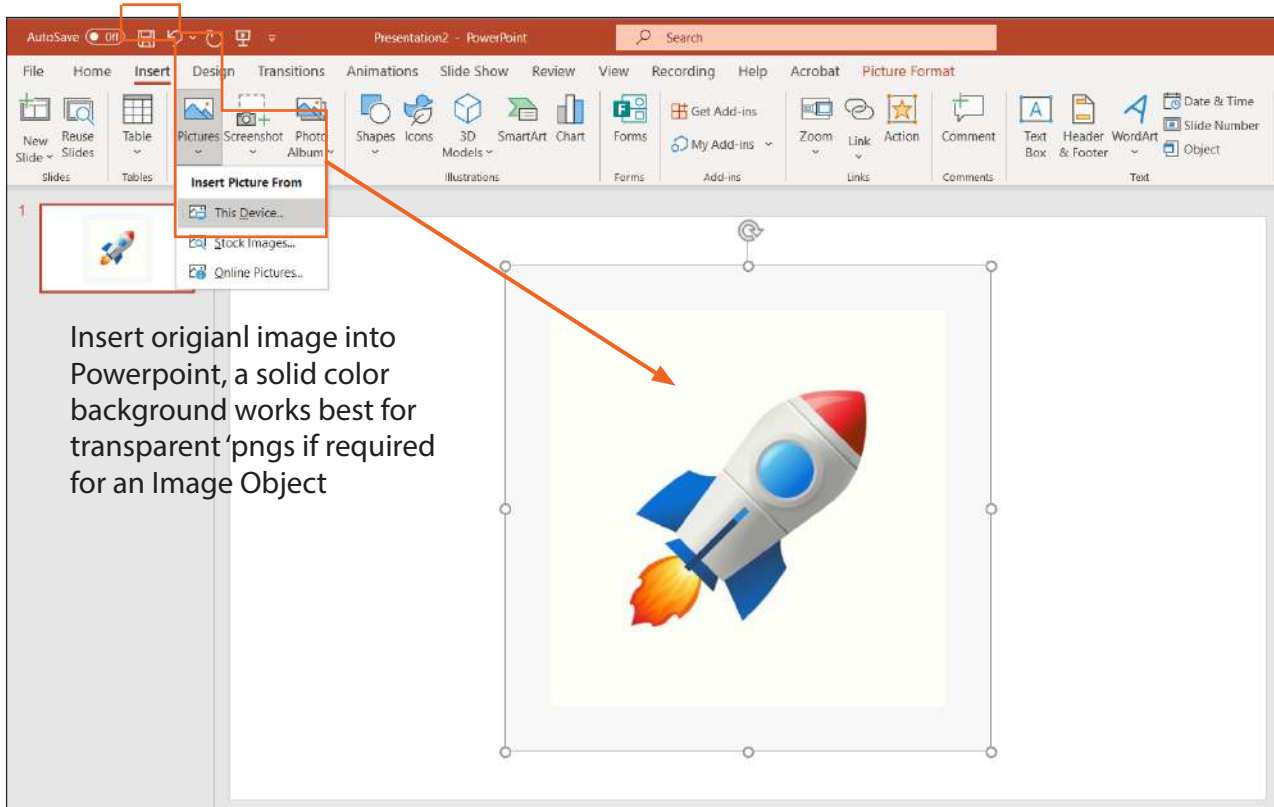 AutoSave Off Presentation2 - PowerPoint Search
File Home Insert Design Transitions Animations Slide Show Review View Recording Help Acrobat Picture Format
New Slide
Reuse Slides
Table
Pictures
Screenshot
Photo Album
Shapes
Icons
3D Models
SmartArt
Chart
Forms
Get Add-ins
My Add-ins
Zoom
Link
Action
Comment
Text Box
Header & Footer
WordArt
Date & Time
Slide Number
Object
Slides Tables Illustrations Forms Add-ins Links Comments Text
Insert Picture From
This Device...
Stock Images...
Online Pictures...
1
Insert origianl image into
Powerpoint, a solid color
background works best for
transparent ‘pngs if required
for an Image Object